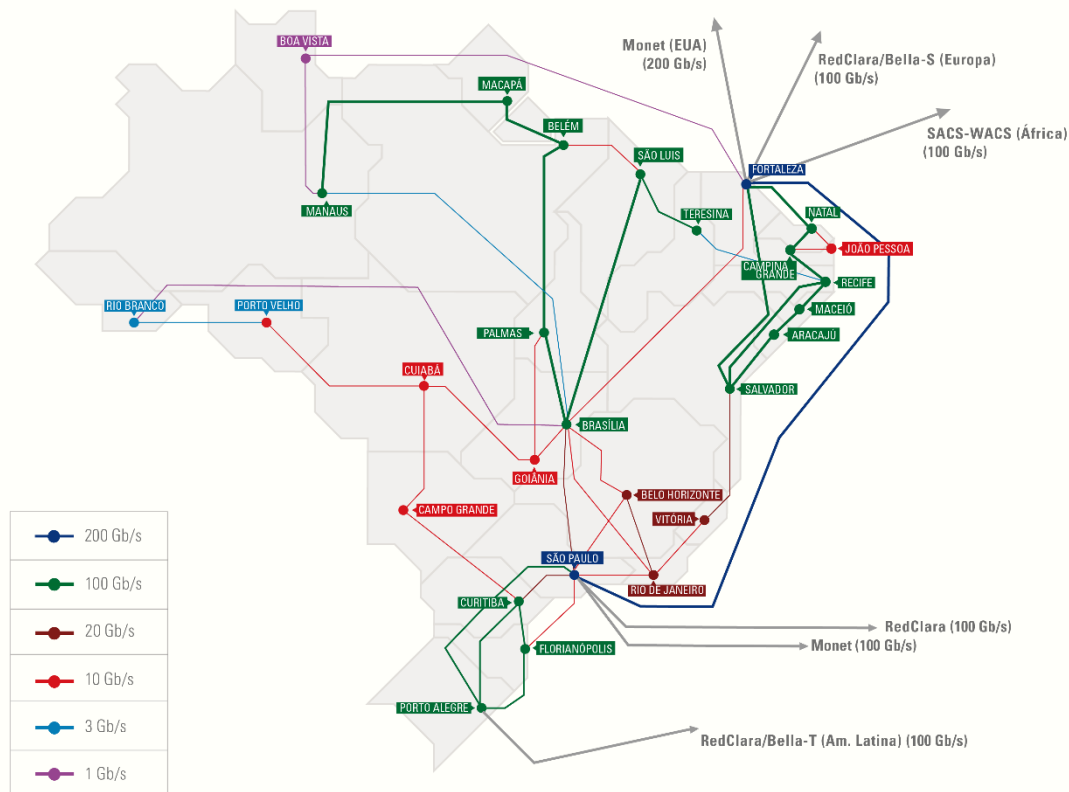 BOA VISTA
Monet (EUA)
(200 Gb/s)
RedClara/Bella-S (Europa)
(100 Gb/s)
MACAPÁ
SACS-WACS (África)
(100 Gb/s)
BELÉM
SÃO LUIS
FORTALEZA
MANAUS
TERESINA
NATAL
JOÃO PESSOA
CAMPINA
GRANDE
RECIFE
RIO BRANCO
PORTO VELHO
MACEIÓ
PALMAS
ARACAJÚ
CUIABÁ
SALVADOR
BRASÍLIA
GOIÂNIA
BELO HORIZONTE
CAMPO GRANDE
VITÓRIA
SÃO PAULO
RIO DE JANEIRO
CURITIBA
RedClara (100 Gb/s)
Monet (100 Gb/s)
FLORIANÓPOLIS
PORTO ALEGRE
RedClara/Bella-T (Am. Latina) (100 Gb/s)
200 Gb/s
100 Gb/s
20 Gb/s
10 Gb/s
3 Gb/s
1 Gb/s